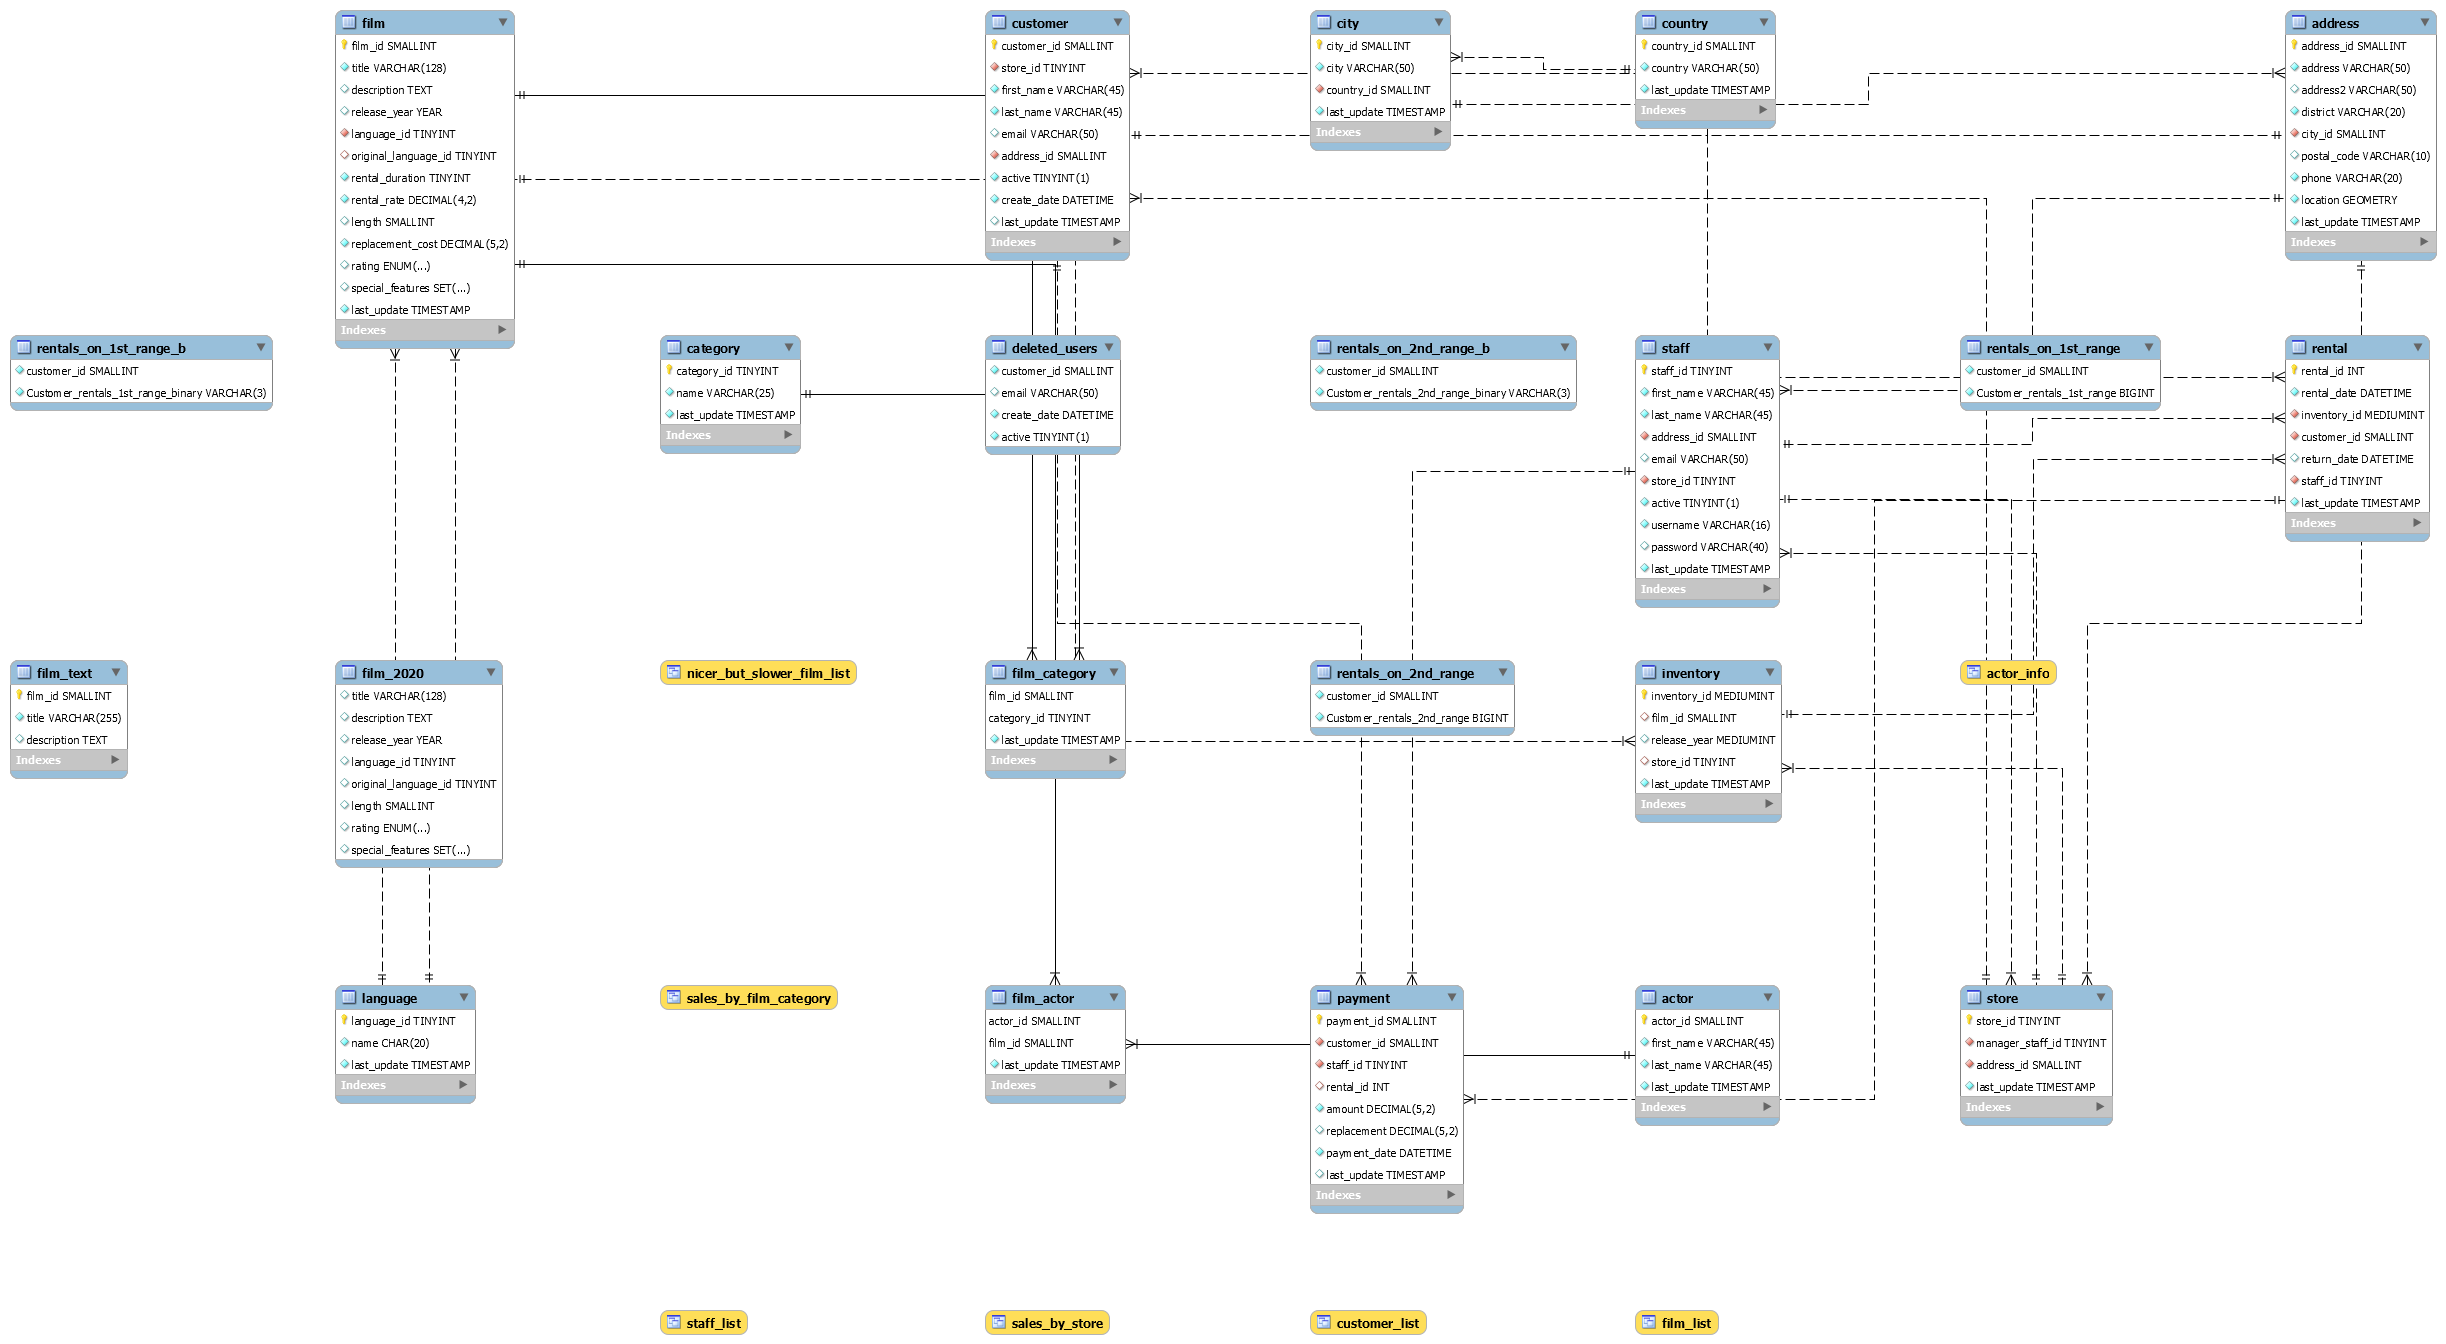 film
film_id SMALLINT
title VARCHAR(128)
description TEXT
release_year YEAR
language_id TINYINT
original_language_id TINYINT
rental_duration TINYINT
rental_rate DECIMAL(4,2)
length SMALLINT
replacement_cost DECIMAL(5,2)
rating ENUM(...)
special_features SET(...)
last_update TIMESTAMP
Indexes
customer
customer_id SMALLINT
store_id TINYINT
first_name VARCHAR(45)
last_name VARCHAR(45)
email VARCHAR(50)
address_id SMALLINT
active TINYINT(1)
create_date DATETIME
last_update TIMESTAMP
Indexes
city
city_id SMALLINT
city VARCHAR(50)
country_id SMALLINT
last_update TIMESTAMP
Indexes
country
country_id SMALLINT
country VARCHAR(50)
last_update TIMESTAMP
Indexes
address
address_id SMALLINT
address VARCHAR(50)
address2 VARCHAR(50)
district VARCHAR(20)
city_id SMALLINT
postal_code VARCHAR(10)
phone VARCHAR(20)
location GEOMETRY
last_update TIMESTAMP
Indexes
rentals_on_1st_range_b
customer_id SMALLINT
Customer_rentals_1st_range_binary VARCHAR(3)
category
category_id TINYINT
name VARCHAR(25)
last_update TIMESTAMP
Indexes
deleted_users
customer_id SMALLINT
email VARCHAR(50)
create_date DATETIME
active TINYINT(1)
rentals_on_2nd_range_b
customer_id SMALLINT
Customer_rentals_2nd_range_binary VARCHAR(3)
staff
staff_id TINYINT
first_name VARCHAR(45)
last_name VARCHAR(45)
address_id SMALLINT
email VARCHAR(50)
store_id TINYINT
active TINYINT(1)
username VARCHAR(16)
password VARCHAR(40)
last_update TIMESTAMP
Indexes
rentals_on_1st_range
customer_id SMALLINT
Customer_rentals_1st_range BIGINT
rental
rental_id INT
rental_date DATETIME
inventory_id MEDIUMINT
customer_id SMALLINT
return_date DATETIME
staff_id TINYINT
last_update TIMESTAMP
Indexes
film_text
film_id SMALLINT
title VARCHAR(255)
description TEXT
Indexes
film_2020
title VARCHAR(128)
description TEXT
release_year YEAR
language_id TINYINT
original_language_id TINYINT
length SMALLINT
rating ENUM(...)
special_features SET(...)
nicer_but_slower_film_list
film_category
film_id SMALLINT
category_id TINYINT
last_update TIMESTAMP
Indexes
rentals_on_2nd_range
customer_id SMALLINT
Customer_rentals_2nd_range BIGINT
inventory
inventory_id MEDIUMINT
film_id SMALLINT
release_year MEDIUMINT
store_id TINYINT
last_update TIMESTAMP
Indexes
actor_info
language
language_id TINYINT
name CHAR(20)
last_update TIMESTAMP
Indexes
sales_by_film_category
film_actor
actor_id SMALLINT
film_id SMALLINT
last_update TIMESTAMP
Indexes
payment
payment_id SMALLINT
customer_id SMALLINT
staff_id TINYINT
rental_id INT
amount DECIMAL(5,2)
replacement DECIMAL(5,2)
payment_date DATETIME
last_update TIMESTAMP
Indexes
actor
actor_id SMALLINT
first_name VARCHAR(45)
last_name VARCHAR(45)
last_update TIMESTAMP
Indexes
store
store_id TINYINT
manager_staff_id TINYINT
address_id SMALLINT
last_update TIMESTAMP
Indexes
staff_list
sales_by_store
customer_list
film_list